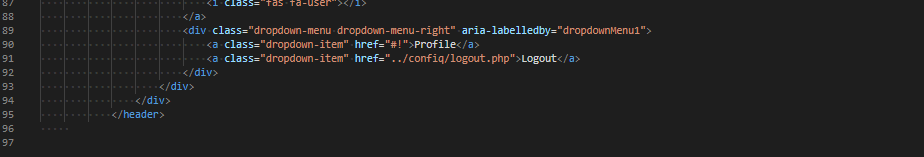 87 <i class="fas fa-user"></i>
88 </a>
89 <div class="dropdown-menu dropdown-menu-right" aria-labelledby="dropdownMenu1">
90 <a class="dropdown-item" href="#!">Profile</a>
91 <a class="dropdown-item" href="../confiq/logout.php">Logout</a>
92 </div>
93 </div>
94 </div>
95 </header>
96
97